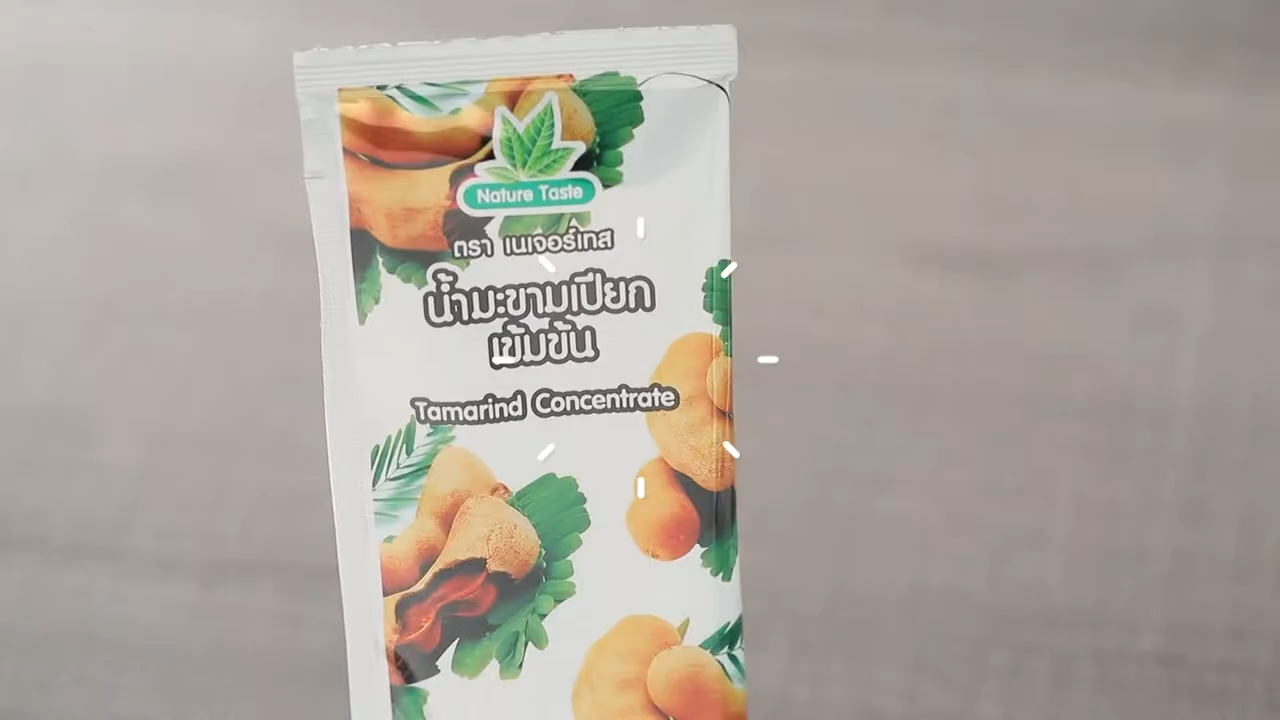 Nature Taste
ตรา เนเจอร์เทส
น้ำมะขามเปียก
เข้มข้น
Tamarind Concentrate